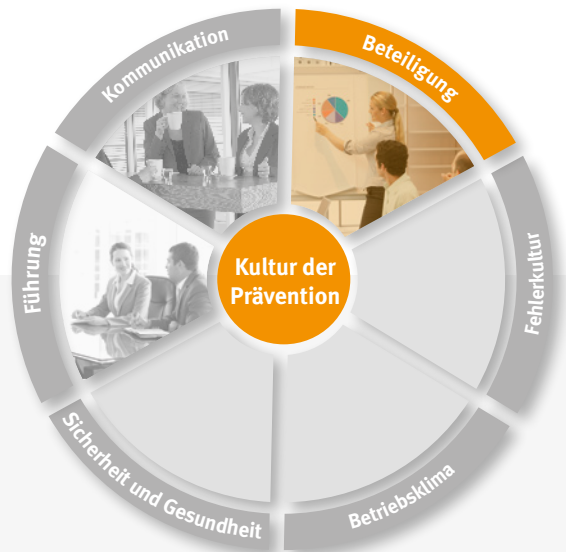 Kommunikation
Beteiligung
Führung
Kultur der
Prävention
Fehlerkultur
Sicherheit und Gesundheit
Betriebsklima